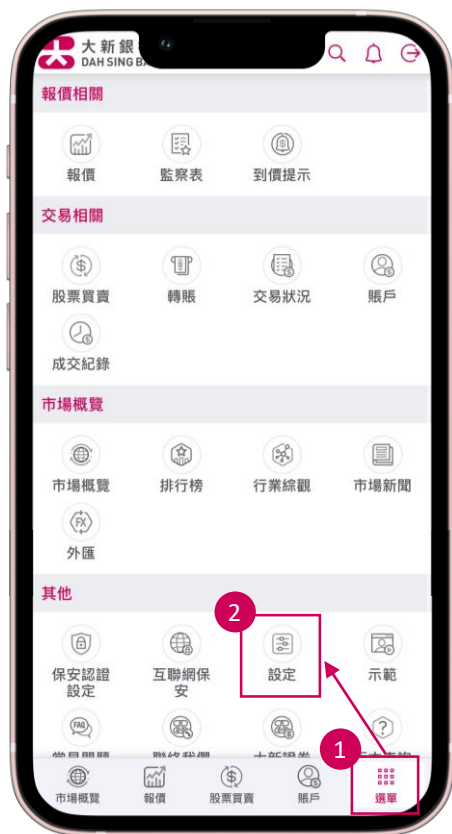 大新銀
DAH SING BA
報價相關
報價 監察表 到價提示
交易相關
股票買賣 轉賬 交易狀況 賬戶
成交紀錄
市場概覽
市場概覽 排行榜 行業綜觀 市場新聞
FX
外匯
其他
2
保安認證 互聯網保 設定 示範
設定 安
FAQ
1
市場概覽 報價 股票買賣 賬戶 選單